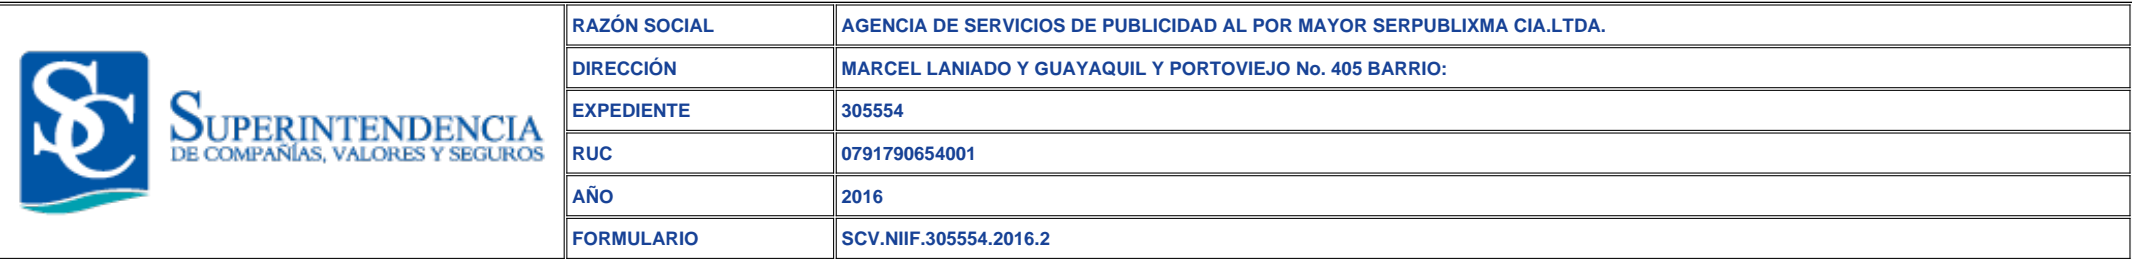 SC
SUPERINTENDENCIA
DE COMPAÑÍAS, VALORES Y SEGUROS
RAZÓN SOCIAL AGENCIA DE SERVICIOS DE PUBLICIDAD AL POR MAYOR SERPUBLIXMA CIA.LTDA.
DIRECCIÓN MARCEL LANIADO Y GUAYAQUIL Y PORTOVIEJO No. 405 BARRIO:
EXPEDIENTE 305554
RUC 0791790654001
AÑO 2016
FORMULARIO SCV.NIIF.305554.2016.2